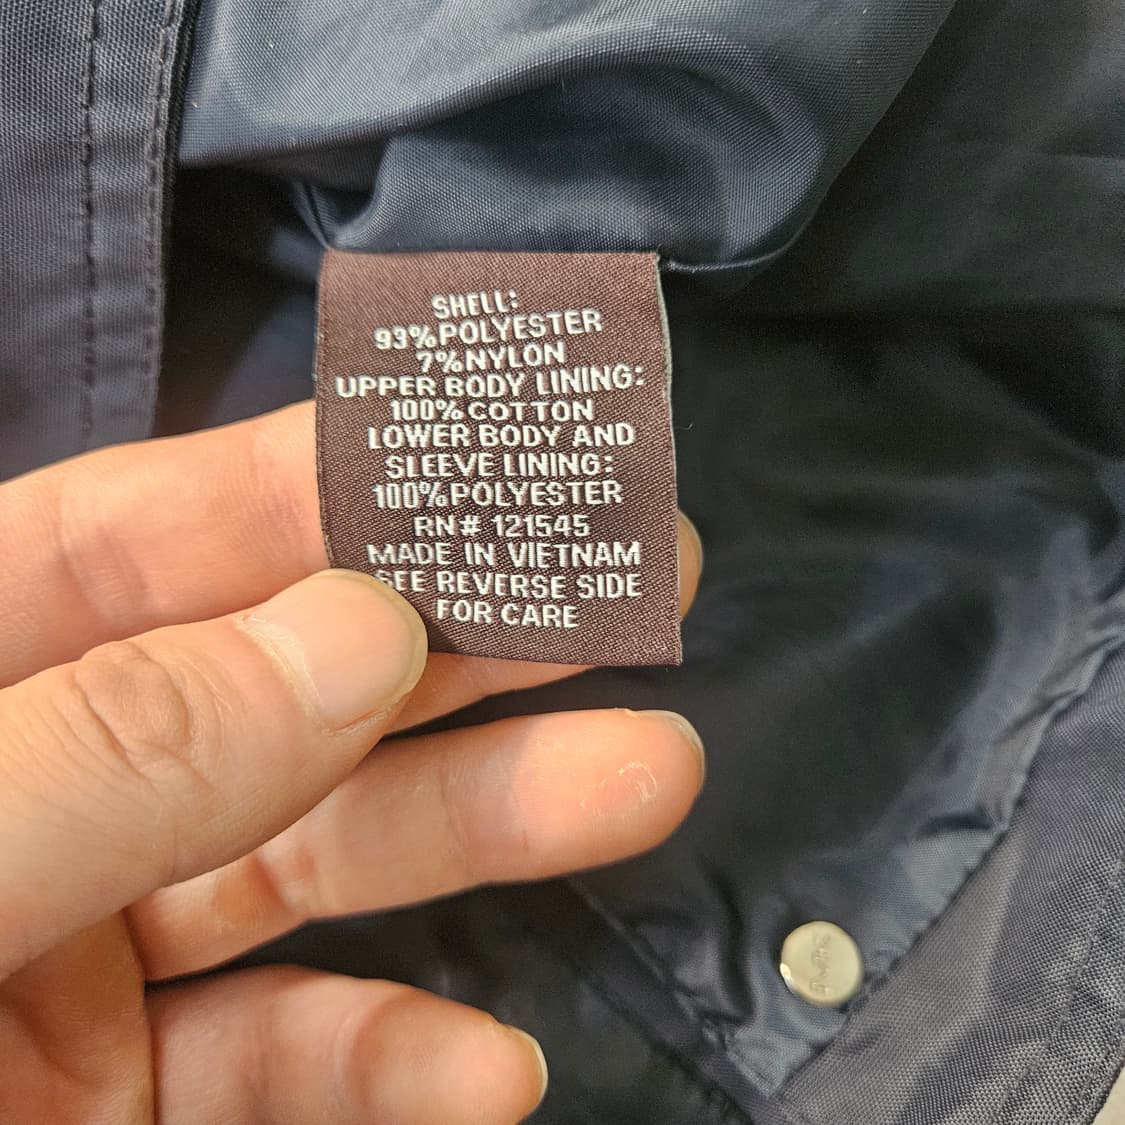 SHELL:
93%POLYESTER
7%NYLON
UPPER BODY LINING:
100% COTTON
LOWER BODY AND
SLEEVE LINING:
100%POLYESTER
RN# 121545
MADE IN VIETNAM
SEE REVERSE SIDE
FOR CARE